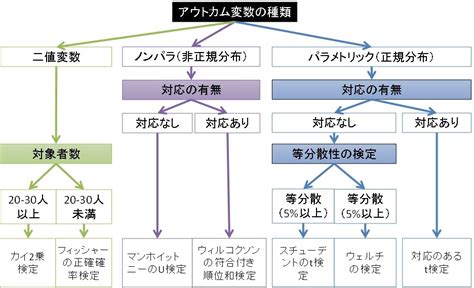 アウトカム変数の種類
二値変数
ノンパラ(非正規分布)
パラメトリック(正規分布)
対応の有無
対応の有無
対応なし
対応あり
対応なし
対応あり
対象者数
等分散性の検定
20-30人
以上
20-30人
未満
等分散
(5%以上)
等分散
(5%以上)
カイ2乗
検定
フィッシャー
の正確確
率検定
マンホイット
ニーのU検定
ウィルコクソン
の符合付き
順位和検定
スチューデ
ントのt検定
ウェルチ
の検定
対応のある
t検定